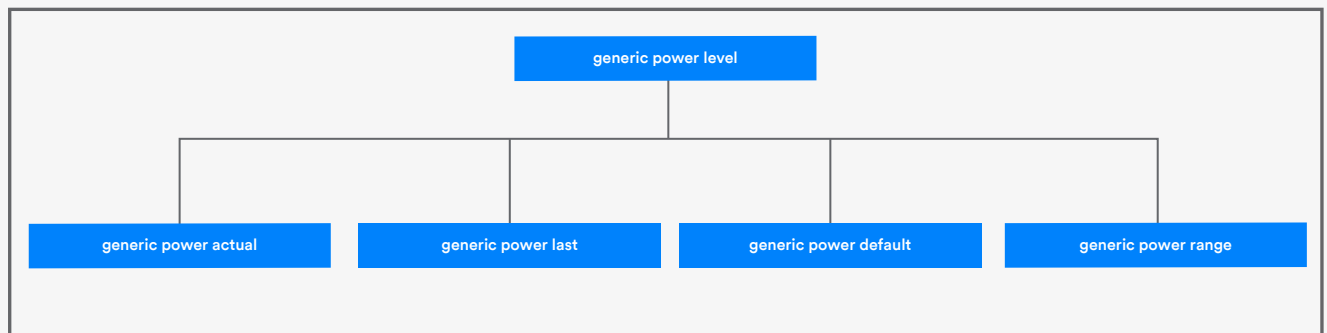 generic power level
generic power actual
generic power last
generic power default
generic power range